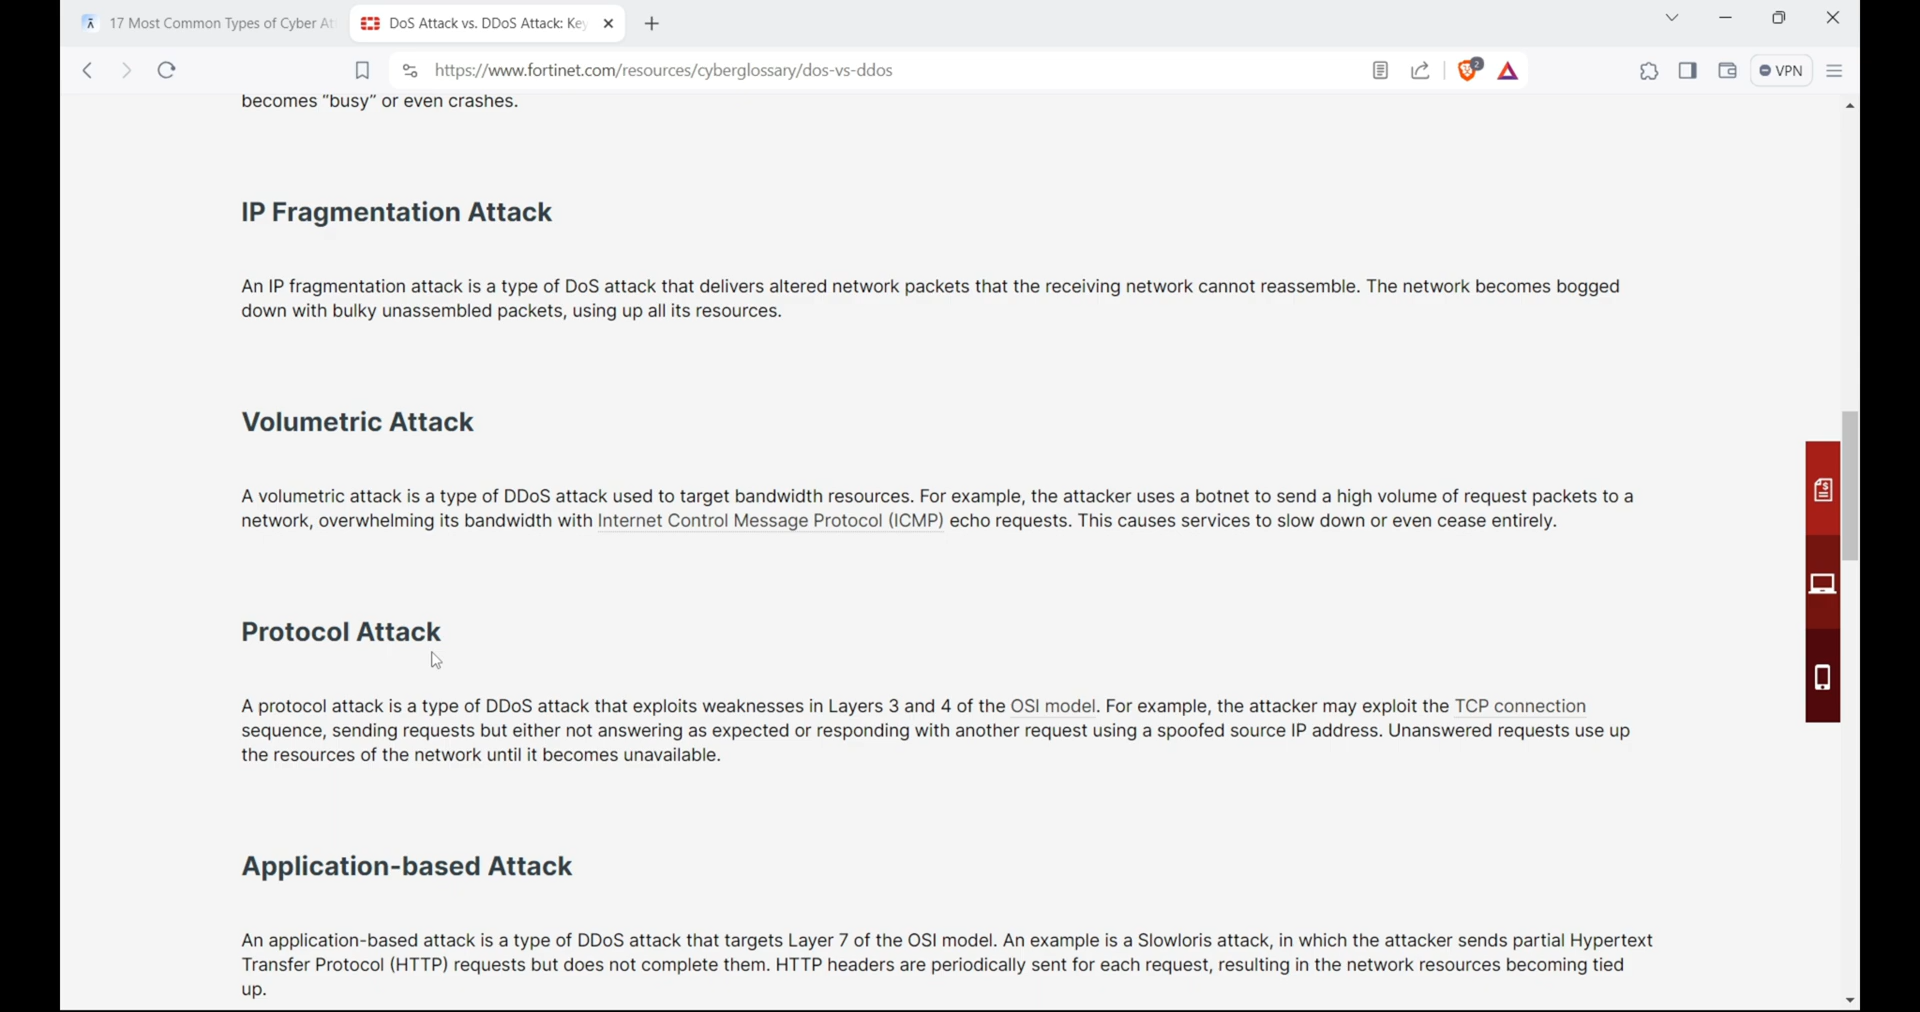 17 Most Common Types of Cyber At
DoS Attack vs. DDoS Attack: Key
https://www.fortinet.com/resources/cyberglossary/dos-vs-ddos
2
VPN
becomes “busy” or even crashes.
IP Fragmentation Attack
An IP fragmentation attack is a type of DoS attack that delivers altered network packets that the receiving network cannot reassemble. The network becomes bogged
down with bulky unassembled packets, using up all its resources.
Volumetric Attack
A volumetric attack is a type of DDoS attack used to target bandwidth resources. For example, the attacker uses a botnet to send a high volume of request packets to a
network, overwhelming its bandwidth with Internet Control Message Protocol (ICMP) echo requests. This causes services to slow down or even cease entirely.
Protocol Attack
A protocol attack is a type of DDoS attack that exploits weaknesses in Layers 3 and 4 of the OSI model. For example, the attacker may exploit the TCP connection
sequence, sending requests but either not answering as expected or responding with another request using a spoofed source IP address. Unanswered requests use up
the resources of the network until it becomes unavailable.
Application-based Attack
An application-based attack is a type of DDoS attack that targets Layer 7 of the OSI model. An example is a Slowloris attack, in which the attacker sends partial Hypertext
Transfer Protocol (HTTP) requests but does not complete them. HTTP headers are periodically sent for each request, resulting in the network resources becoming tied
up.